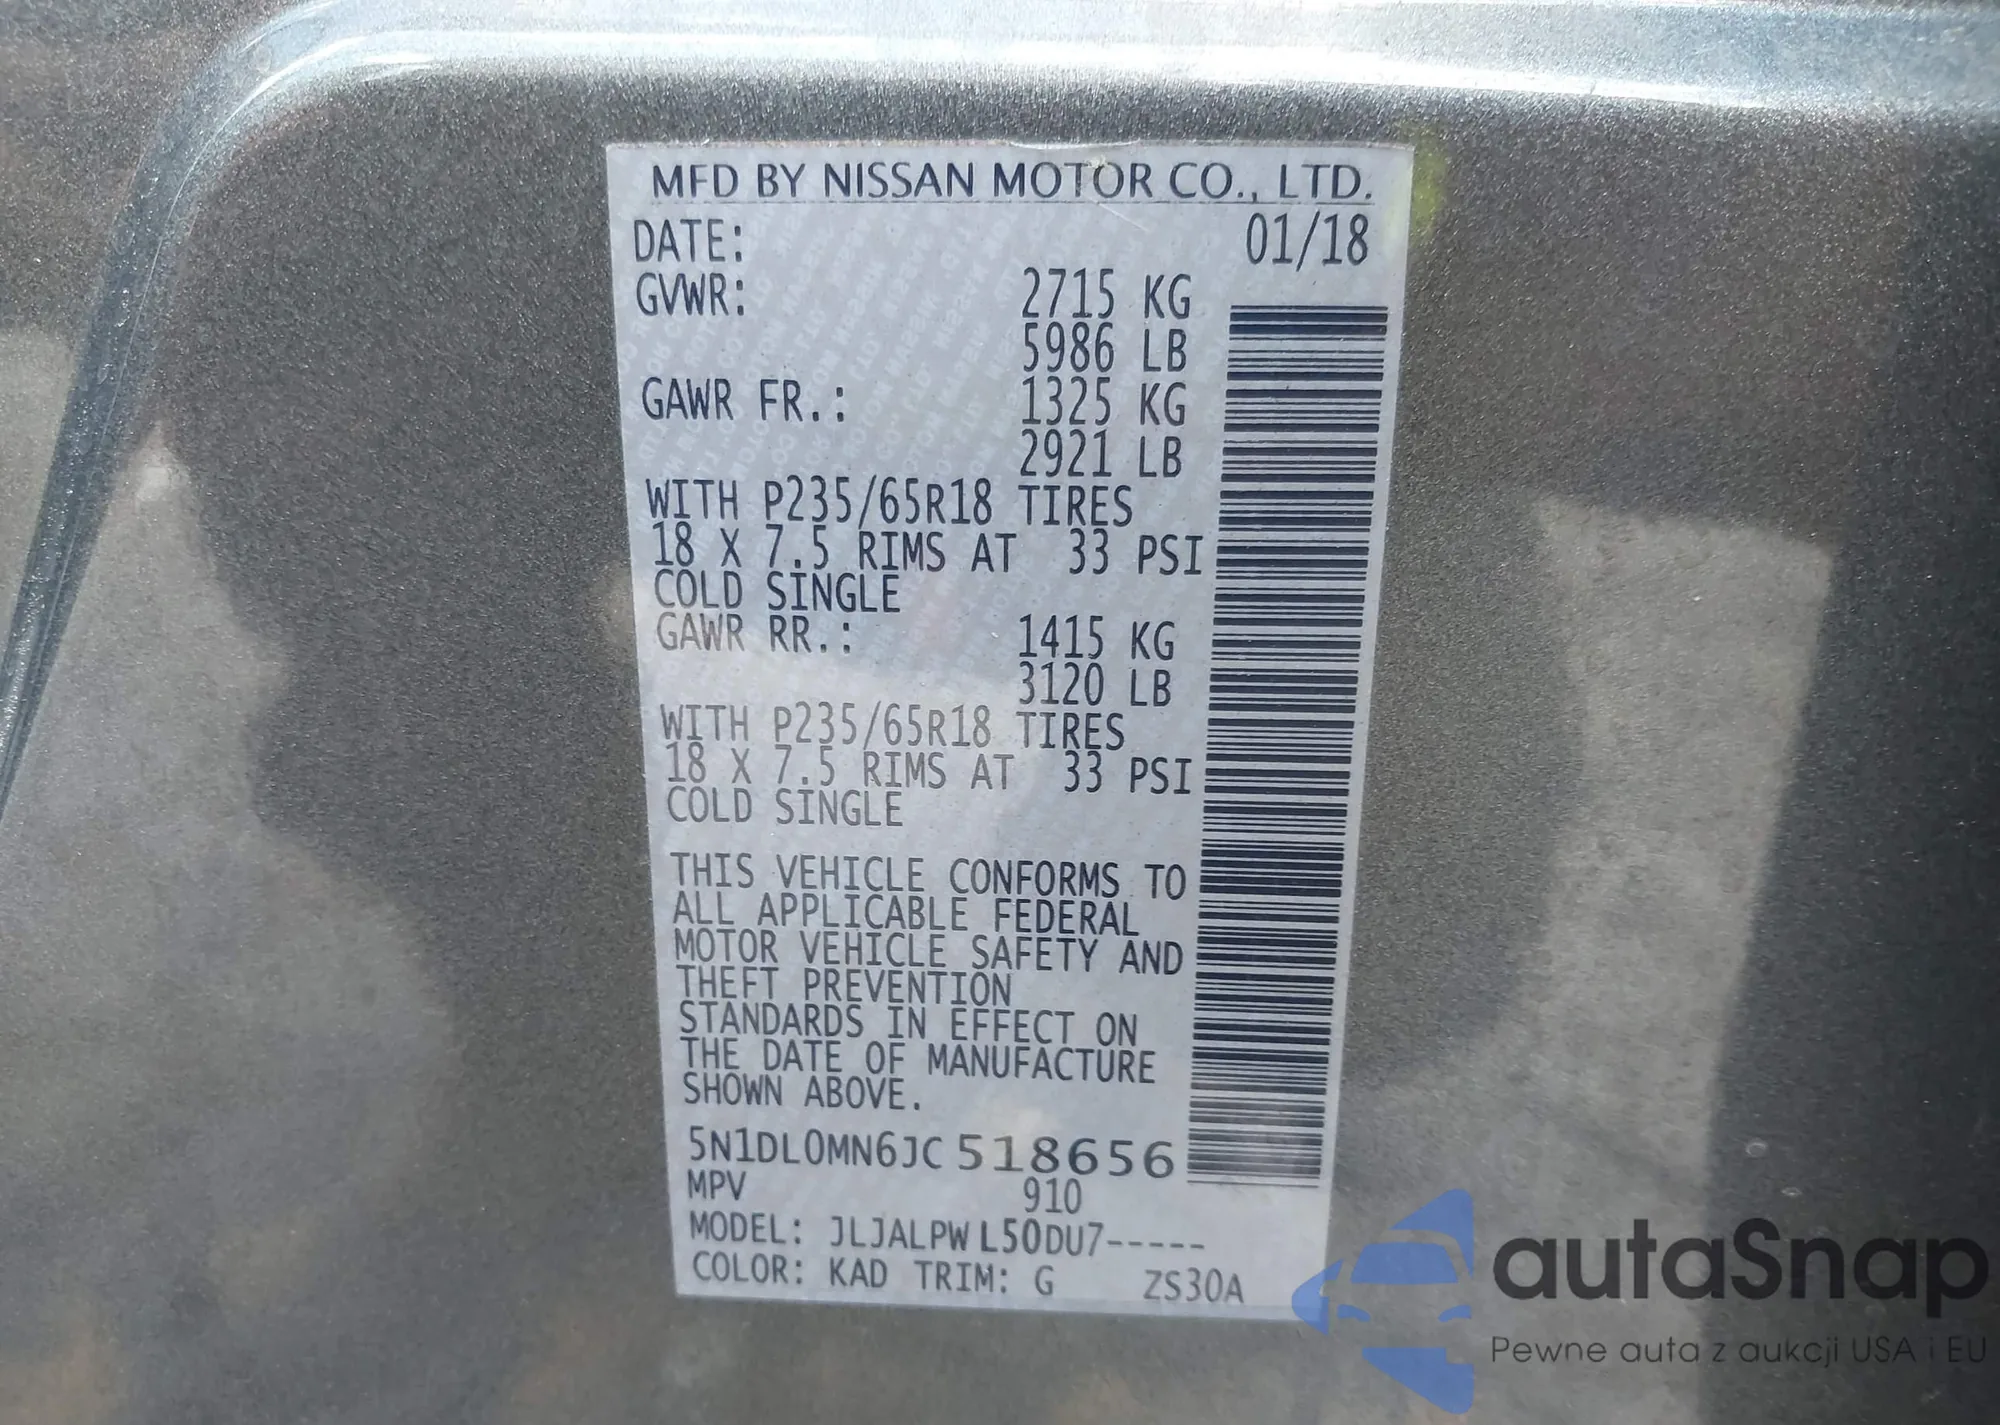 MFD BY NISSAN MOTOR CO., LTD.
DATE: 01/18
GVWR: 2715 KG
5986 LB
GAWR FR.: 1325 KG
2921 LB
WITH P235/65R18 TIRES
18 X 7.5 RIMS AT 33 PSI
COLD SINGLE
GAWR RR.: 1415 KG
3120 LB
WITH P235/65R18 TIRES
18 X 7.5 RIMS AT 33 PSI
COLD SINGLE
THIS VEHICLE CONFORMS TO
ALL APPLICABLE FEDERAL
MOTOR VEHICLE SAFETY AND
THEFT PREVENTION
STANDARDS IN EFFECT ON
THE DATE OF MANUFACTURE
SHOWN ABOVE.
5N1DL0MN6JC518656
MPV 910
MODEL: JLJALPWL50DU7-----
COLOR: KAD TRIM: G ZS30A
autaSnap
Pewne auta z aukcji USA i EU